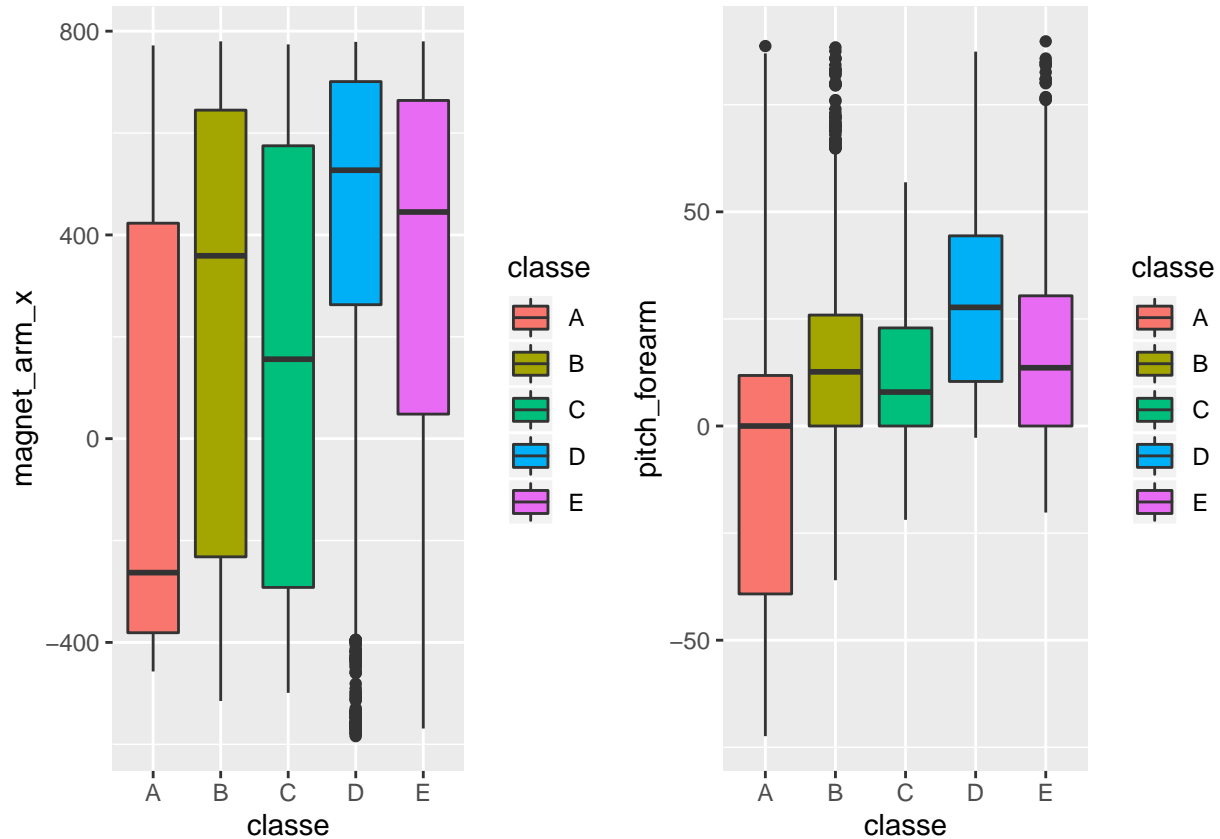 magnet_arm_x
800
400
0
−400
A B C D E
classe
classe
A
B
C
D
E
pitch_forearm
50
0
−50
A B C D E
classe
classe
A
B
C
D
E